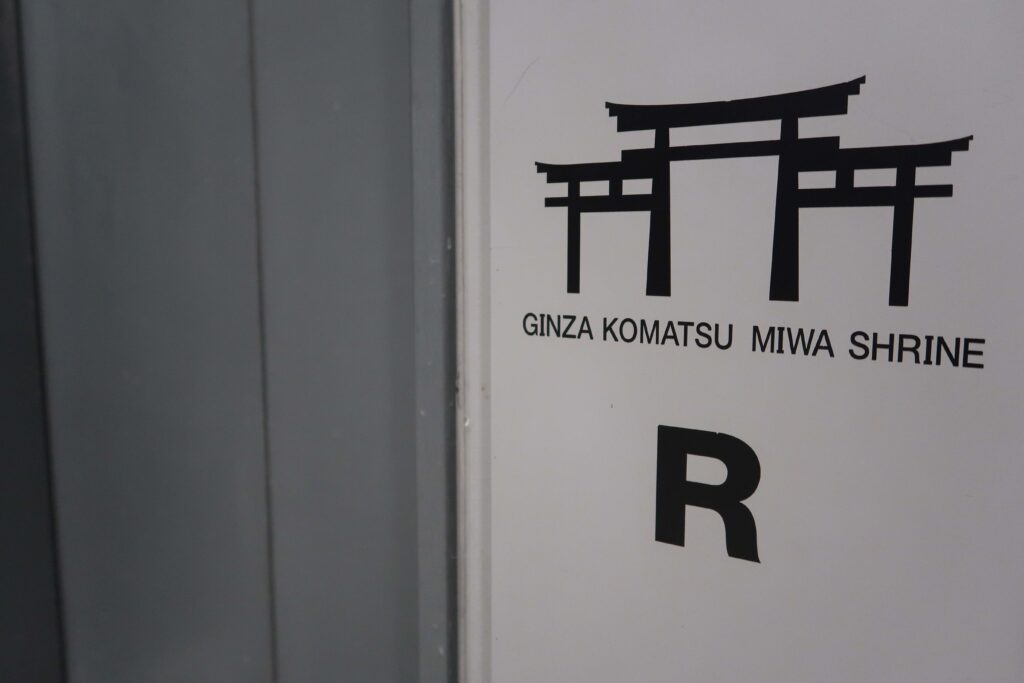 GINZA KOMATSU MIWA SHRINE
R